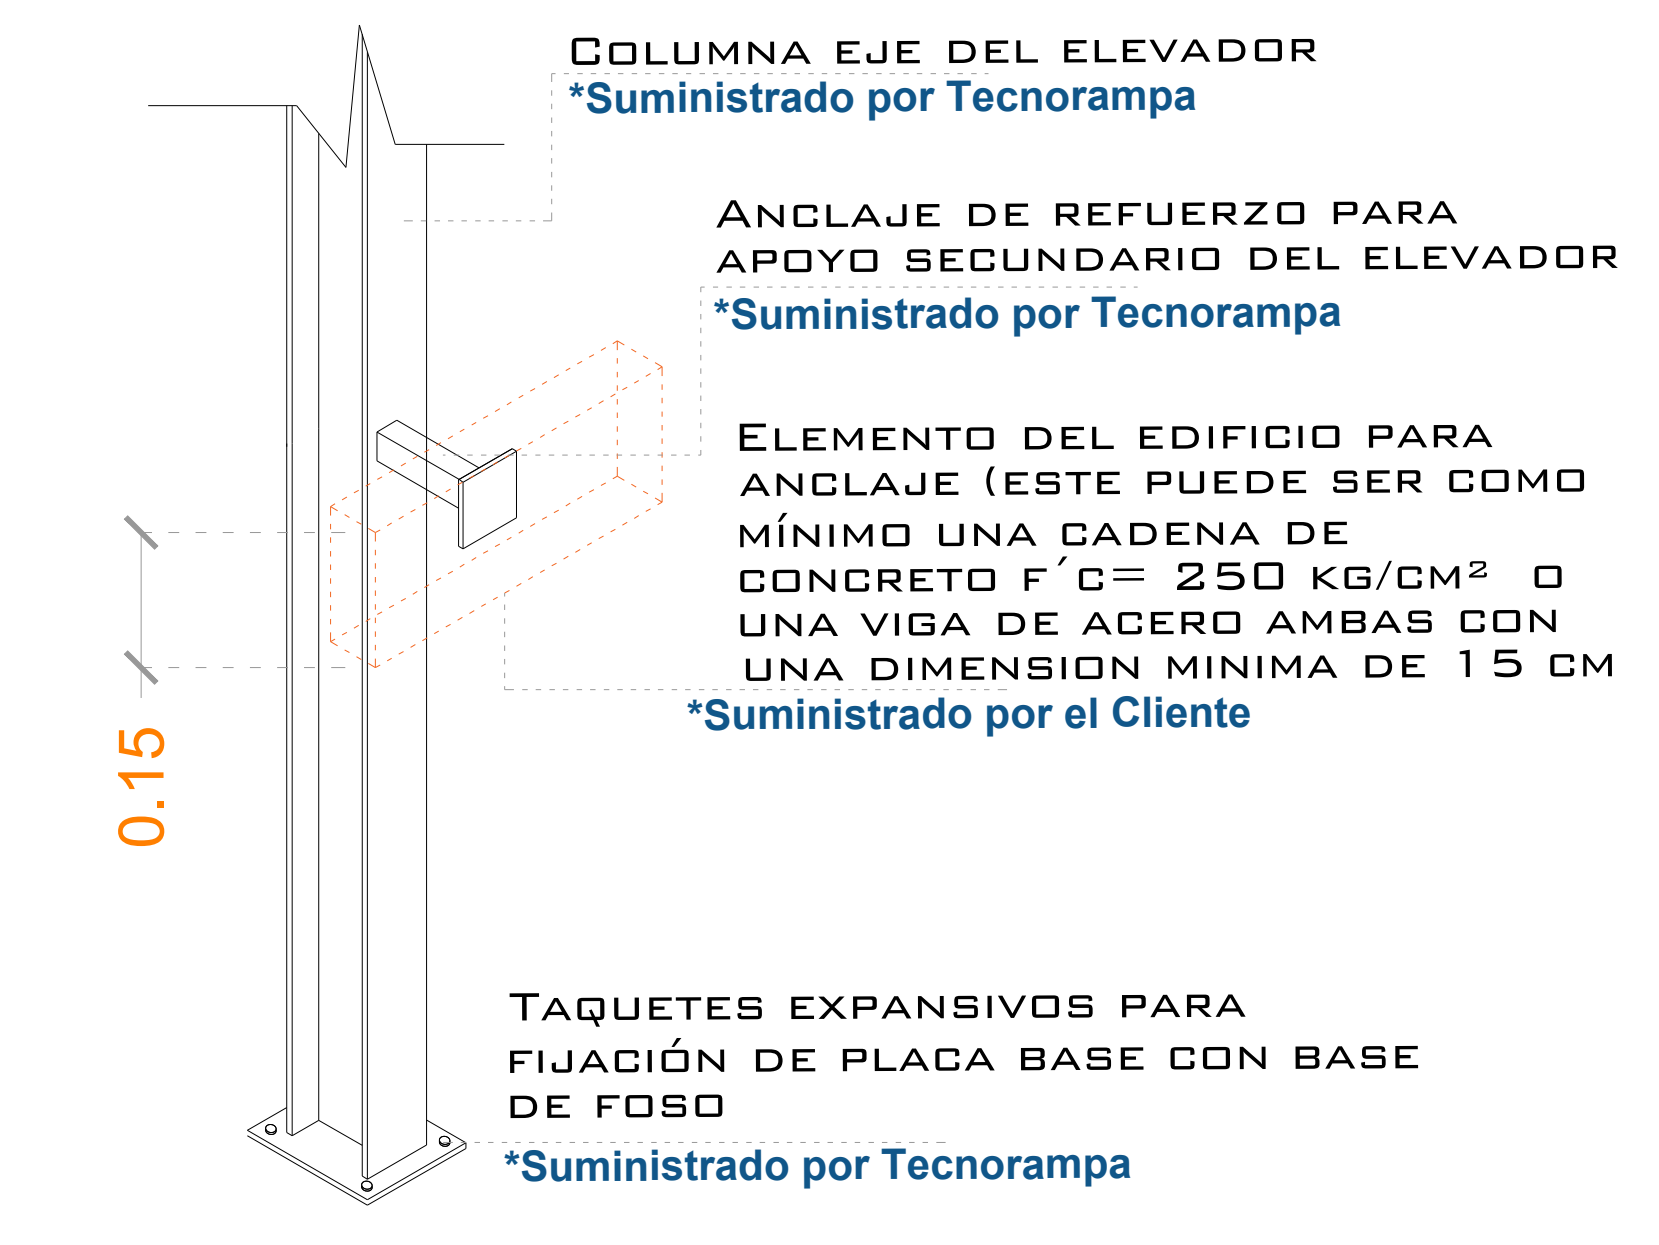 COLUMNA EJE DEL ELEVADOR
*Suministrado por Tecnorampa
ANCLAJE DE REFUERZO PARA
APOYO SECUNDARIO DEL ELEVADOR
*Suministrado por Tecnorampa
ELEMENTO DEL EDIFICIO PARA
ANCLAJE (ESTE PUEDE SER COMO
MÍNIMO UNA CADENA DE
CONCRETO F´C= 250 KG/CM² O
UNA VIGA DE ACERO AMBAS CON
UNA DIMENSION MINIMA DE 15 CM
*Suministrado por el Cliente
0.15
TAQUETES EXPANSIVOS PARA
FIJACIÓN DE PLACA BASE CON BASE
DE FOSO
*Suministrado por Tecnorampa